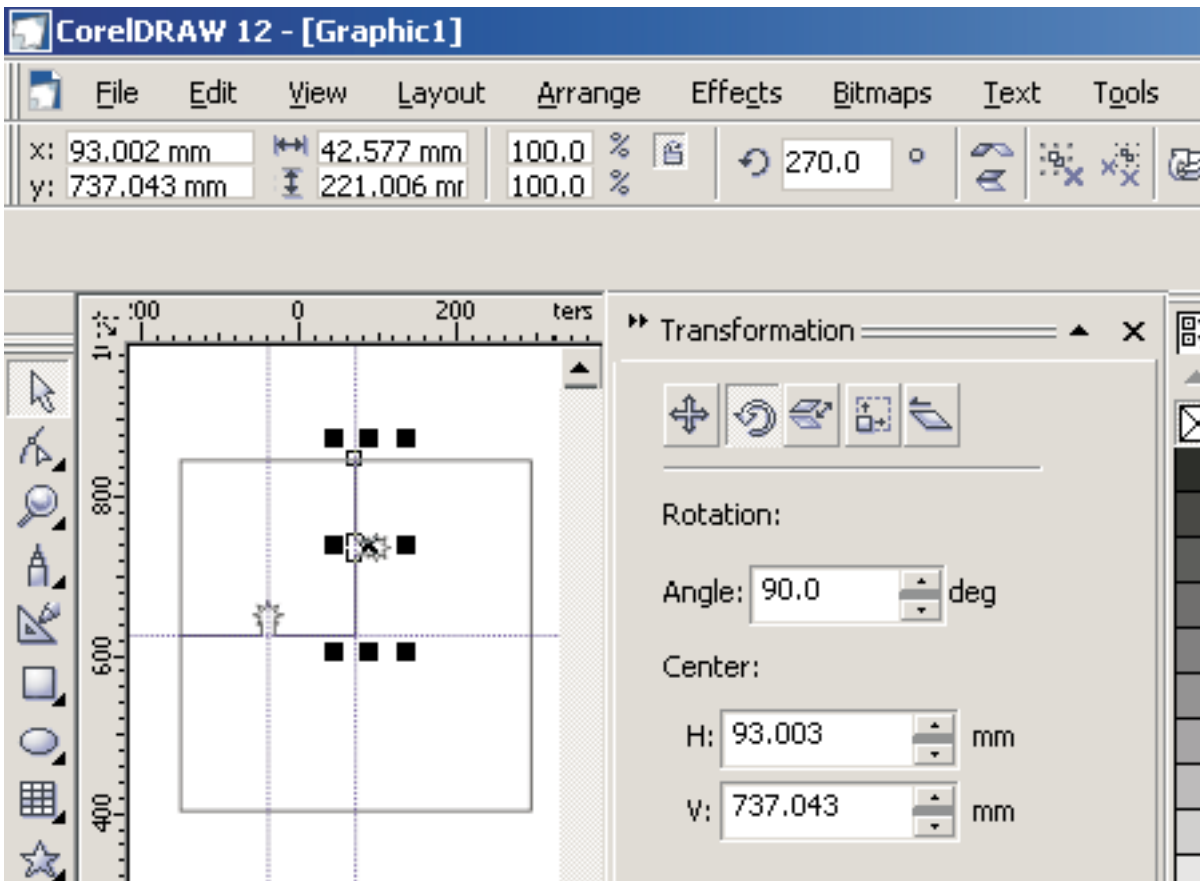 CorelDRAW 12 - [Graphic1]
File Edit View Layout Arrange Effects Bitmaps Text Tools
x: 93.002 mm 42.577 mm 100.0 % 270.0 °
y: 737.043 mm 221.006 mr 100.0 %
:00 0 200 ters
Transformation
800
600
400
Rotation:
Angle: 90.0 deg
Center:
H: 93.003 mm
V: 737.043 mm